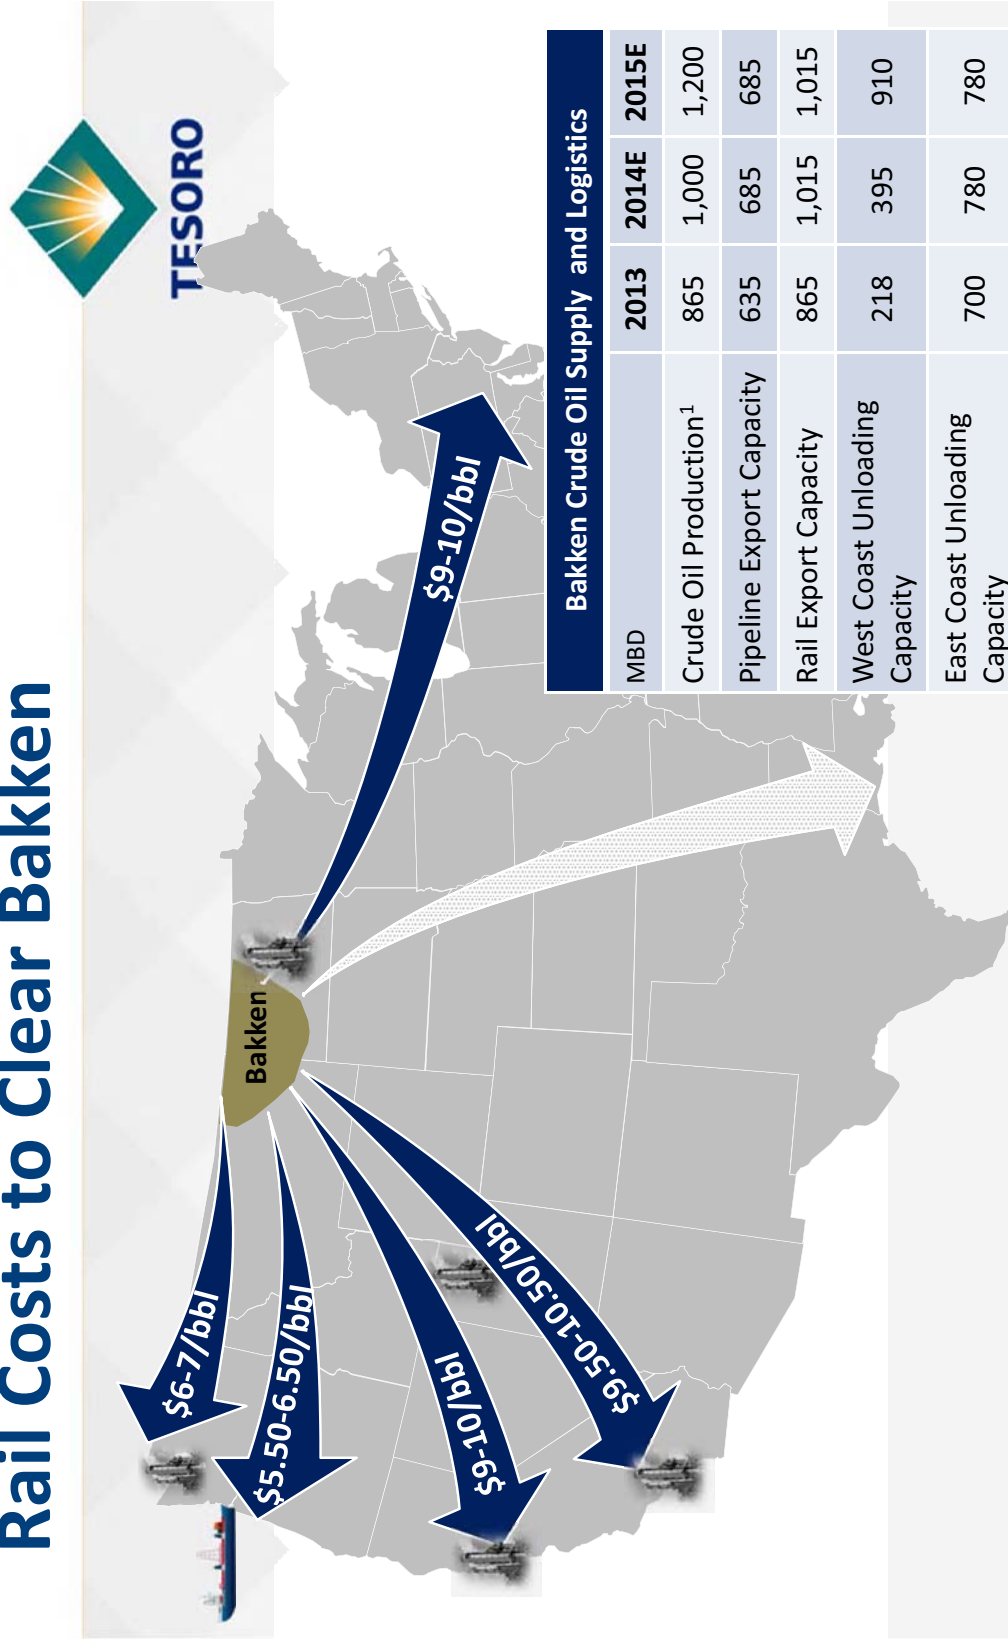 Rail Costs to Clear Bakken
TESORO
Bakken
$6-7/bbl
$5.50-6.50/bbl
$9-10/bbl
$9.50-10.50/bbl
$9-10/bbl
Bakken Crude Oil Supply and Logistics
MBD 2013 2014E 2015E
Crude Oil Production1 865 1,000 1,200
Pipeline Export Capacity 635 685 685
Rail Export Capacity 865 1,015 1,015
West Coast Unloading
Capacity 218 395 910
East Coast Unloading
Capacity 700 780 780